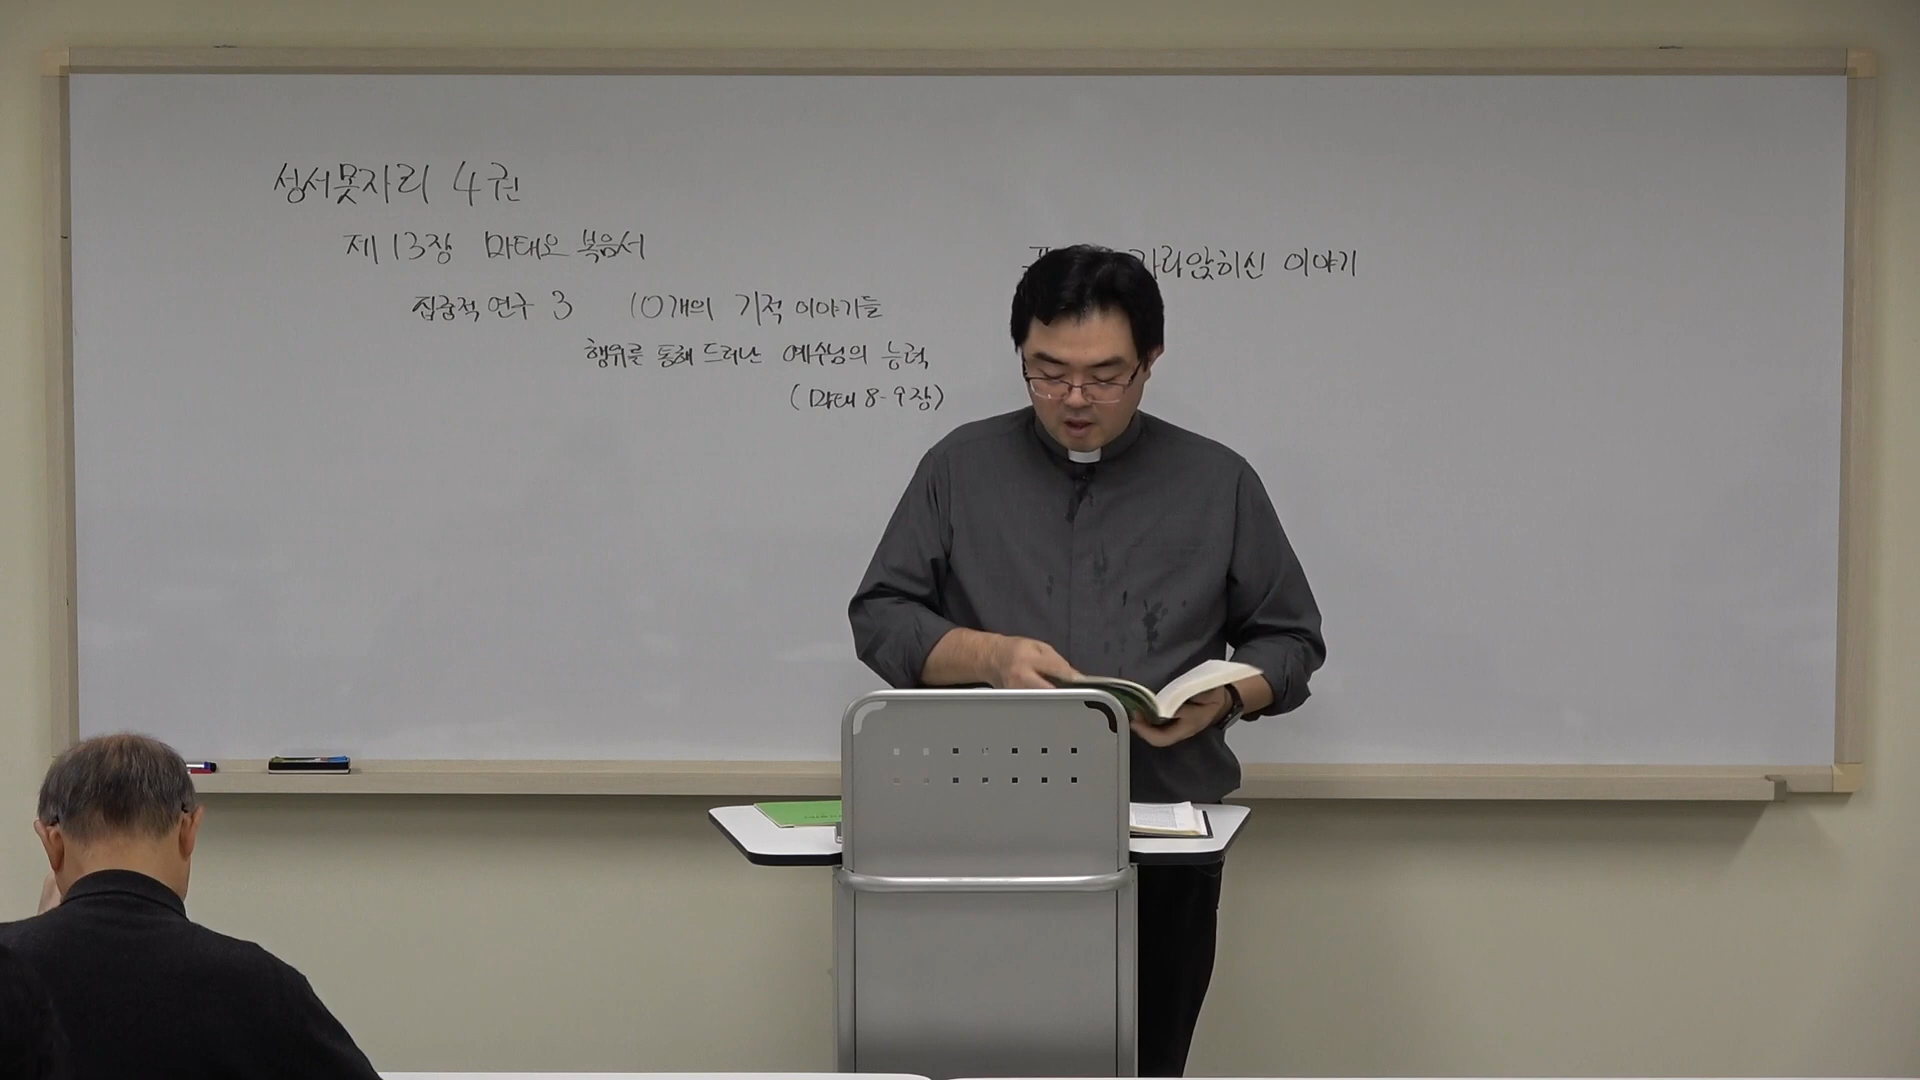 성서못자리 4권
제 13장 마태오 복음서
집중적 연구 3 10개의 기적 이야기들
행위를 통해 드러난 예수님의 능력
(마태 8-9장)
가라앉히신 이야기